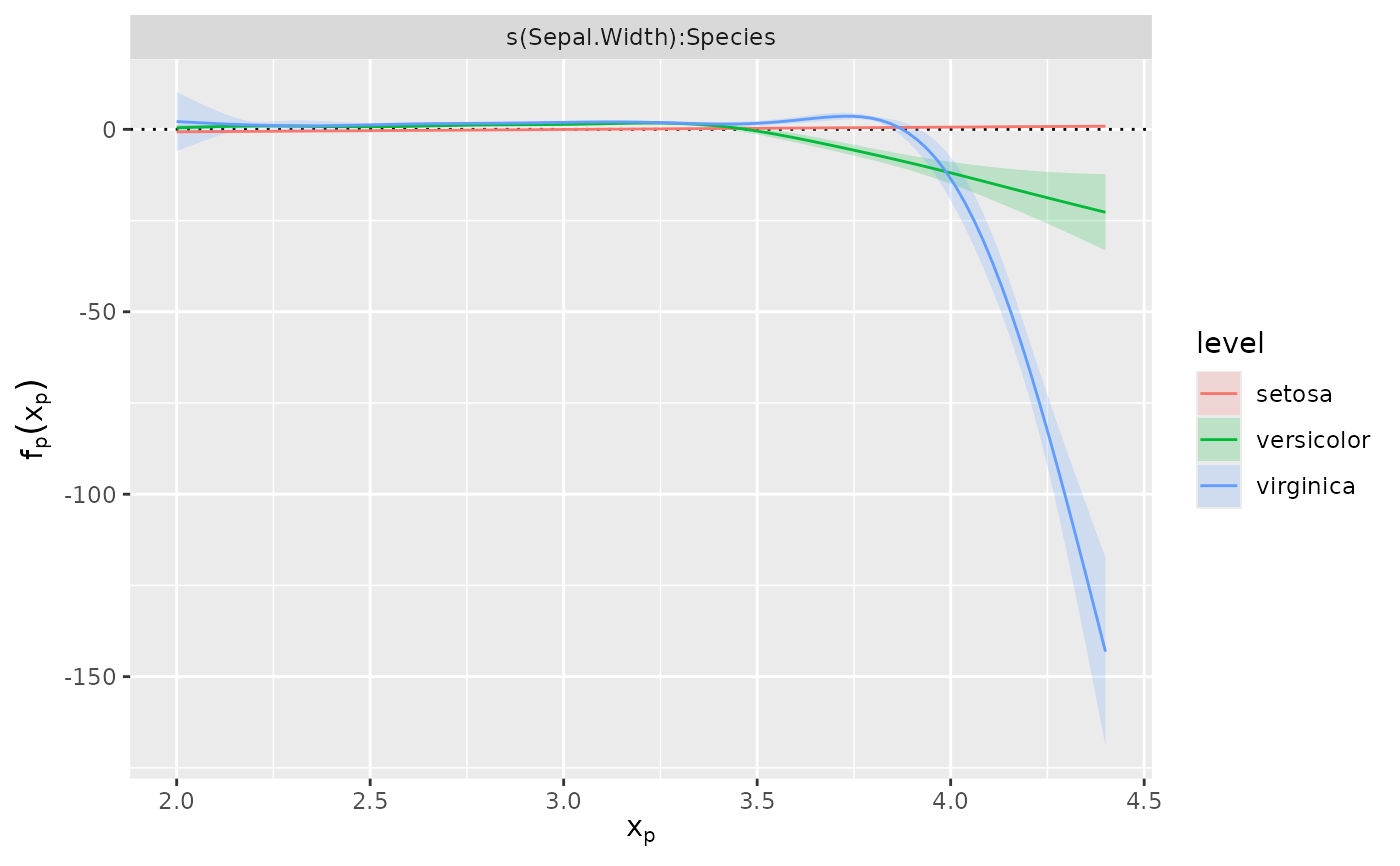 s(Sepal.Width):Species
0
-50
-100
-150
fₚ(xₚ)
2.0 2.5 3.0 3.5 4.0 4.5
xₚ
level
setosa
versicolor
virginica